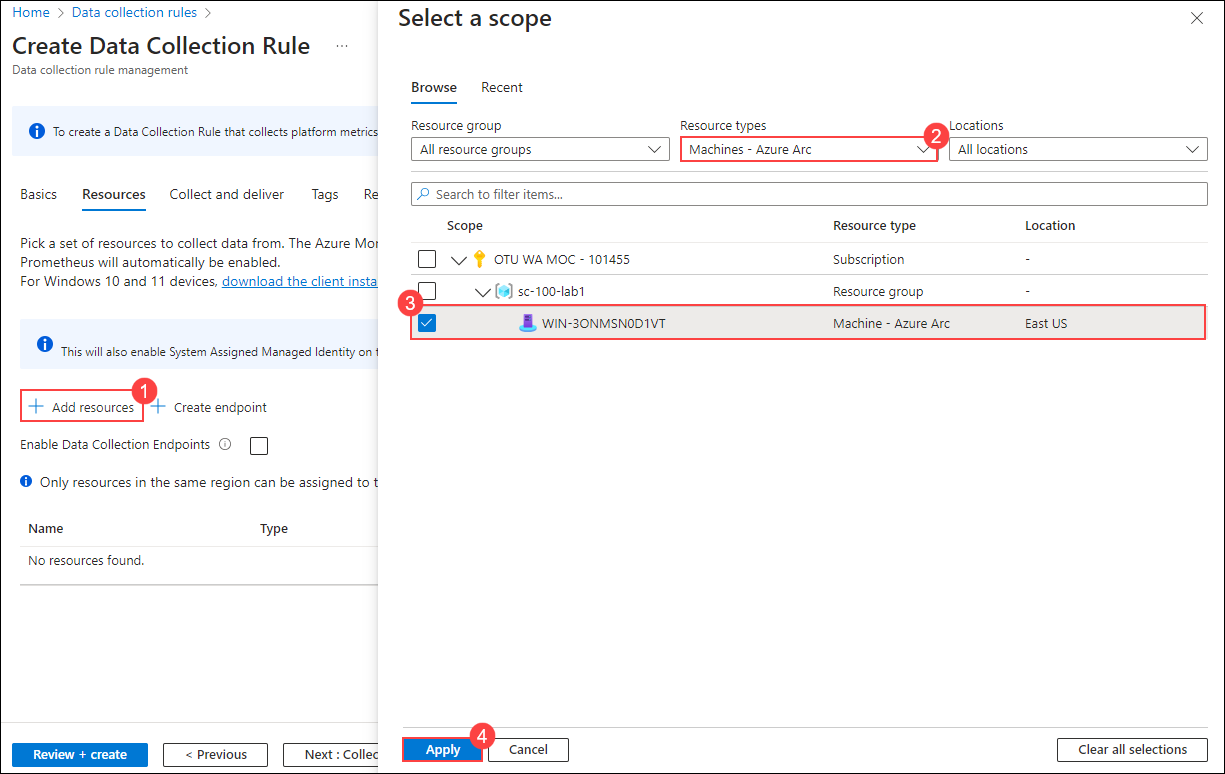 Home > Data collection rules >
Create Data Collection Rule ...
Data collection rule management
To create a Data Collection Rule that collects platform metrics
Basics Resources Collect and deliver Tags Re
Pick a set of resources to collect data from. The Azure Mon
Prometheus will automatically be enabled.
For Windows 10 and 11 devices, download the client insta
This will also enable System Assigned Managed Identity on t
1
Add resources Create endpoint
Enable Data Collection Endpoints
Only resources in the same region can be assigned to t
Name Type
No resources found.
Review + create < Previous Next : Collec
Select a scope
Browse Recent
Resource group Resource types Locations
2
All resource groups Machines - Azure Arc All locations
Search to filter items...
Scope Resource type Location
OTU WA MOC - 101455 Subscription -
sc-100-lab1 Resource group -
3
WIN-3ONMSN0D1VT Machine - Azure Arc East US
4
Apply Cancel Clear all selections